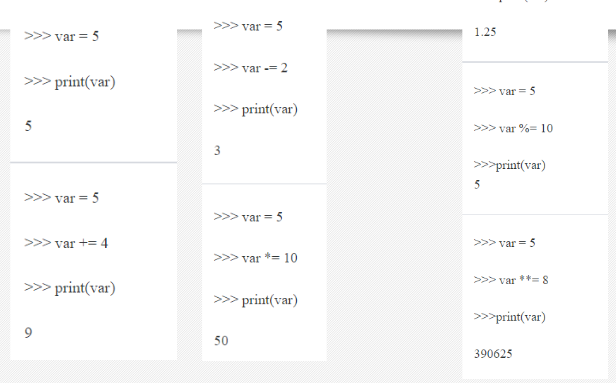 >>> var = 5
>>> print(var)
5
>>> var = 5
>>> var += 4
>>> print(var)
9
>>> var = 5
>>> var -= 2
>>> print(var)
3
>>> var = 5
>>> var *= 10
>>> print(var)
50
1.25
>>> var = 5
>>> var %= 10
>>>print(var)
5
>>> var = 5
>>> var **= 8
>>>print(var)
390625